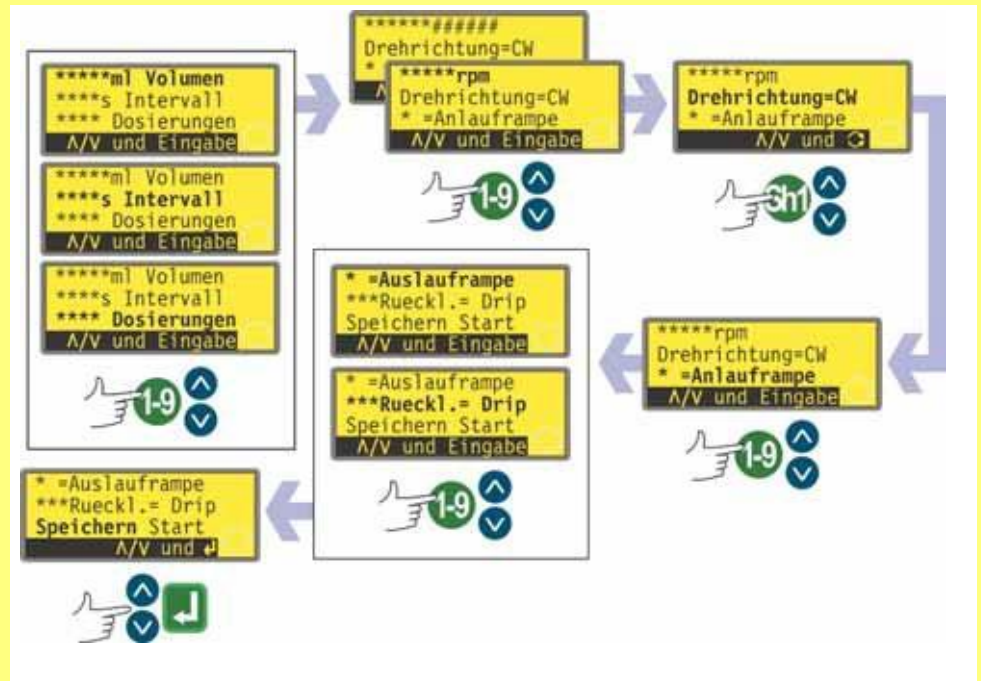 *****ml Volumen
****s Intervall
**** Dosierungen
Λ/V und Eingabe
*****ml Volumen
****s Intervall
**** Dosierungen
Λ/V und Eingabe
*****ml Volumen
****s Intervall
**** Dosierungen
Λ/V und Eingabe
1-9
******######
Drehrichtung=CW
*
*****rpm
Drehrichtung=CW
* =Anlauframpe
Λ/V und Eingabe
1-9
*****rpm
Drehrichtung=CW
* =Anlauframpe
Λ/V und
Sh1
*****rpm
Drehrichtung=CW
* =Anlauframpe
Λ/V und Eingabe
1-9
* =Auslauframpe
***Rueckl.= Drip
Speichern Start
Λ/V und Eingabe
* =Auslauframpe
***Rueckl.= Drip
Speichern Start
Λ/V und Eingabe
1-9
* =Auslauframpe
***Rueckl.= Drip
Speichern Start
Λ/V und ↵